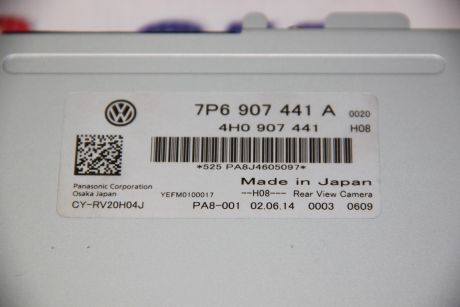 7P6 907 441 A 0020
4H0 907 441 H08
*525 PA8J4605097*
Made in Japan
Panasonic Corporation
Osaka Japan YEFM0100017
--H08--- Rear View Camera
CY-RV20H04J PA8-001 02.06.14 0003 0609